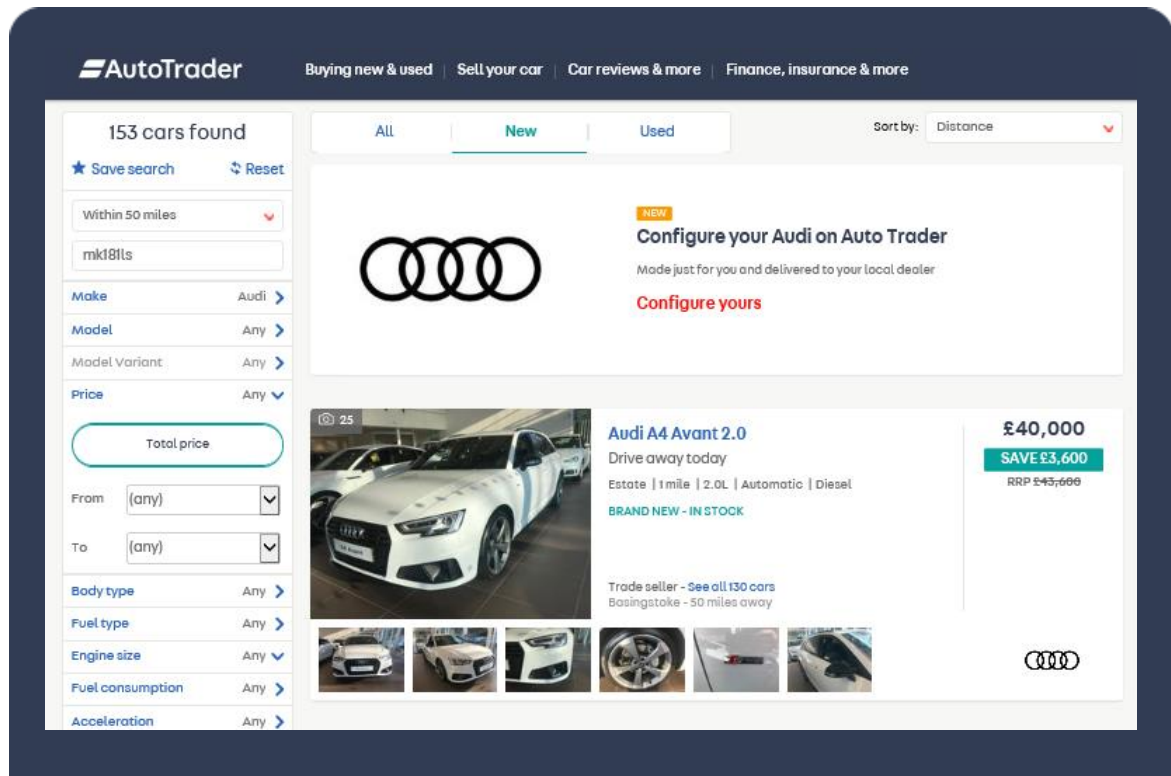 AutoTrader
Buying new & used | Sell your car | Car reviews & more | Finance, insurance & more
153 cars found
Save search Reset
Within 50 miles
mk181ls
Make Audi
Model Any
Model Variant Any
Price Any
Total price
From (any)
To (any)
Body type Any
Fuel type Any
Engine size Any
Fuel consumption Any
Acceleration Any
All New Used
Sort by: Distance
NEW
Configure your Audi on Auto Trader
Made just for you and delivered to your local dealer
Configure yours
25
Audi A4 Avant 2.0
Drive away today
Estate | 1 mile | 2.0L | Automatic | Diesel
BRAND NEW - IN STOCK
Trade seller - See all 130 cars
Basingstoke - 50 miles away
£40,000
SAVE £3,600
RRP £43,600